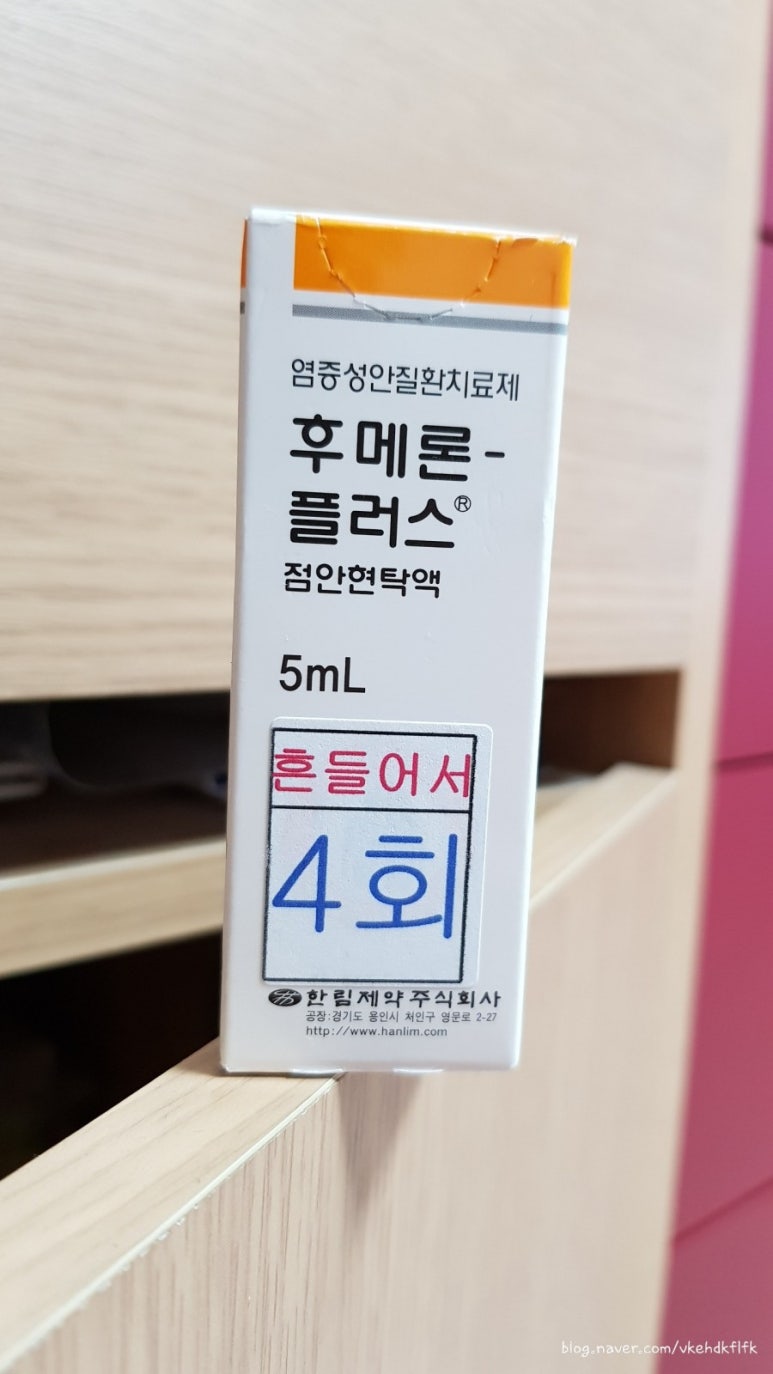 염증성안질환치료제
후메론-
플러스®
점안현탁액
5mL
흔들어서
4회
한림제약주식회사
공장:경기도 용인시 처인구 영문로 2-27
http://www.hanlim.com
blog.naver.com/vkehdkflfk